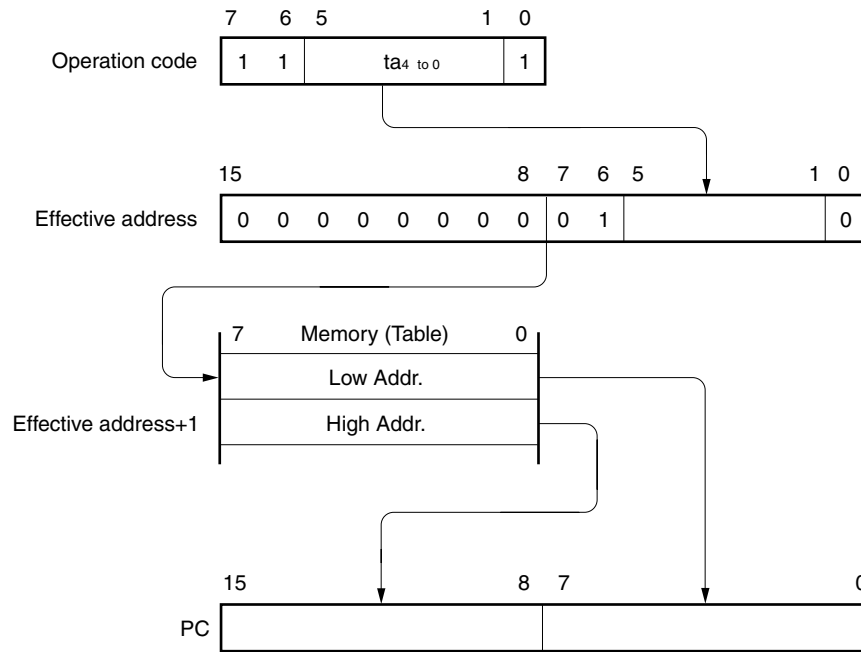 7 6 5 1 0
Operation code 1 1 ta4 to 0 1
15 8 7 6 5 1 0
Effective address 0 0 0 0 0 0 0 0 0 1 0
7 Memory (Table) 0
Low Addr.
Effective address+1 High Addr.
15 8 7 0
PC